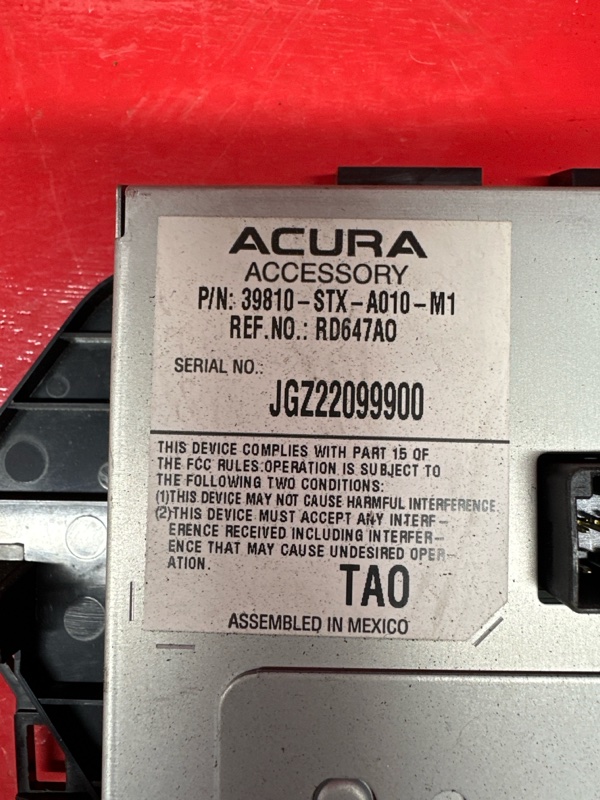 ACURA
ACCESSORY
P/N: 39810-STX-A010-M1
REF.NO.: RD647A0
SERIAL NO.:
JGZ22099900
THIS DEVICE COMPLIES WITH PART 15 OF
THE FCC RULES:OPERATION IS SUBJECT TO
THE FOLLOWING TWO CONDITIONS:
(1)THIS DEVICE MAY NOT CAUSE HARMFUL INTERFERENCE.
(2)THIS DEVICE MUST ACCEPT ANY INTERF-
ERENCE RECEIVED INCLUDING INTERFER-
ENCE THAT MAY CAUSE UNDESIRED OPER-
ATION.
TA0
ASSEMBLED IN MEXICO